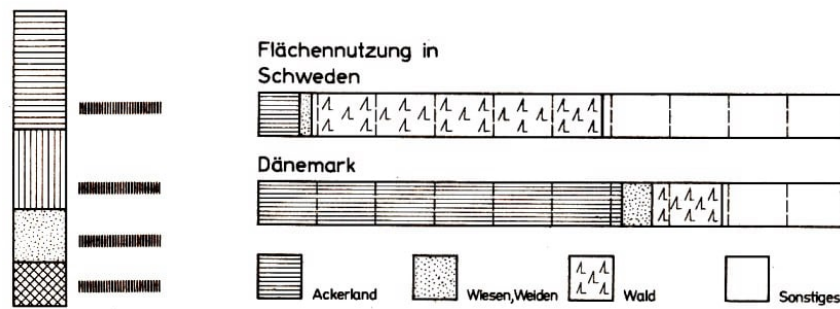 Flächennutzung in
Schweden
Dänemark
Ackerland
Wiesen, Weiden
Wald
Sonstiges